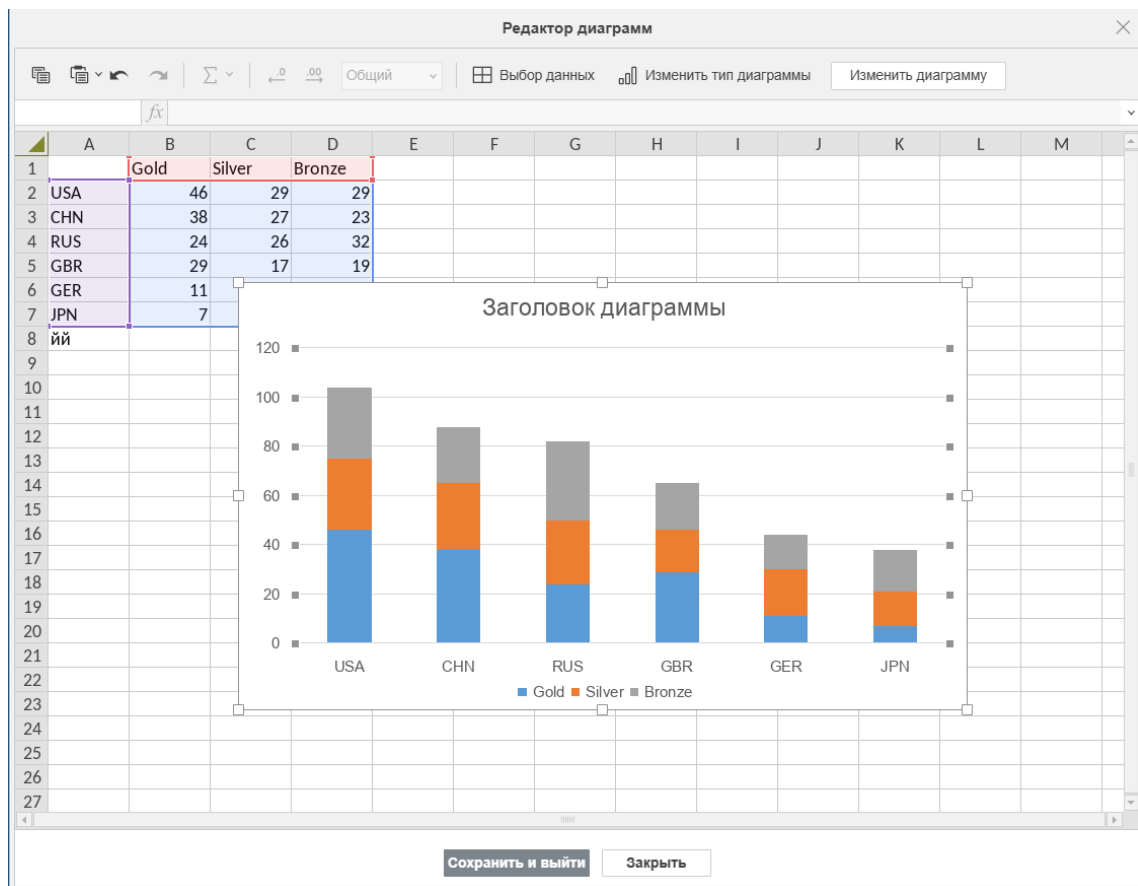 Редактор диаграмм
Общий Выбор данных Изменить тип диаграммы Изменить диаграмму
fx
A B C D E F G H I J K L M
1 Gold Silver Bronze
2 USA 46 29 29
3 CHN 38 27 23
4 RUS 24 26 32
5 GBR 29 17 19
6 GER 11
7 JPN 7
8 йй
9
10
11
12
13
14
15
16
17
18
19
20
21
22
23
24
25
26
27
Заголовок диаграммы
120
100
80
60
40
20
0
USA CHN RUS GBR GER JPN
Gold Silver Bronze
Сохранить и выйти Закрыть